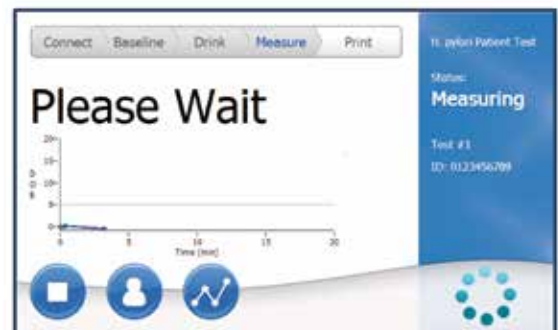 Connect Baseline Drink Measure Print
H. pylori Patient Test
Status:
Measuring
Please Wait
Test #1
ID: 0123456789
20
15
10
5
0
DOB
0 5 10 15 20
Time [min]